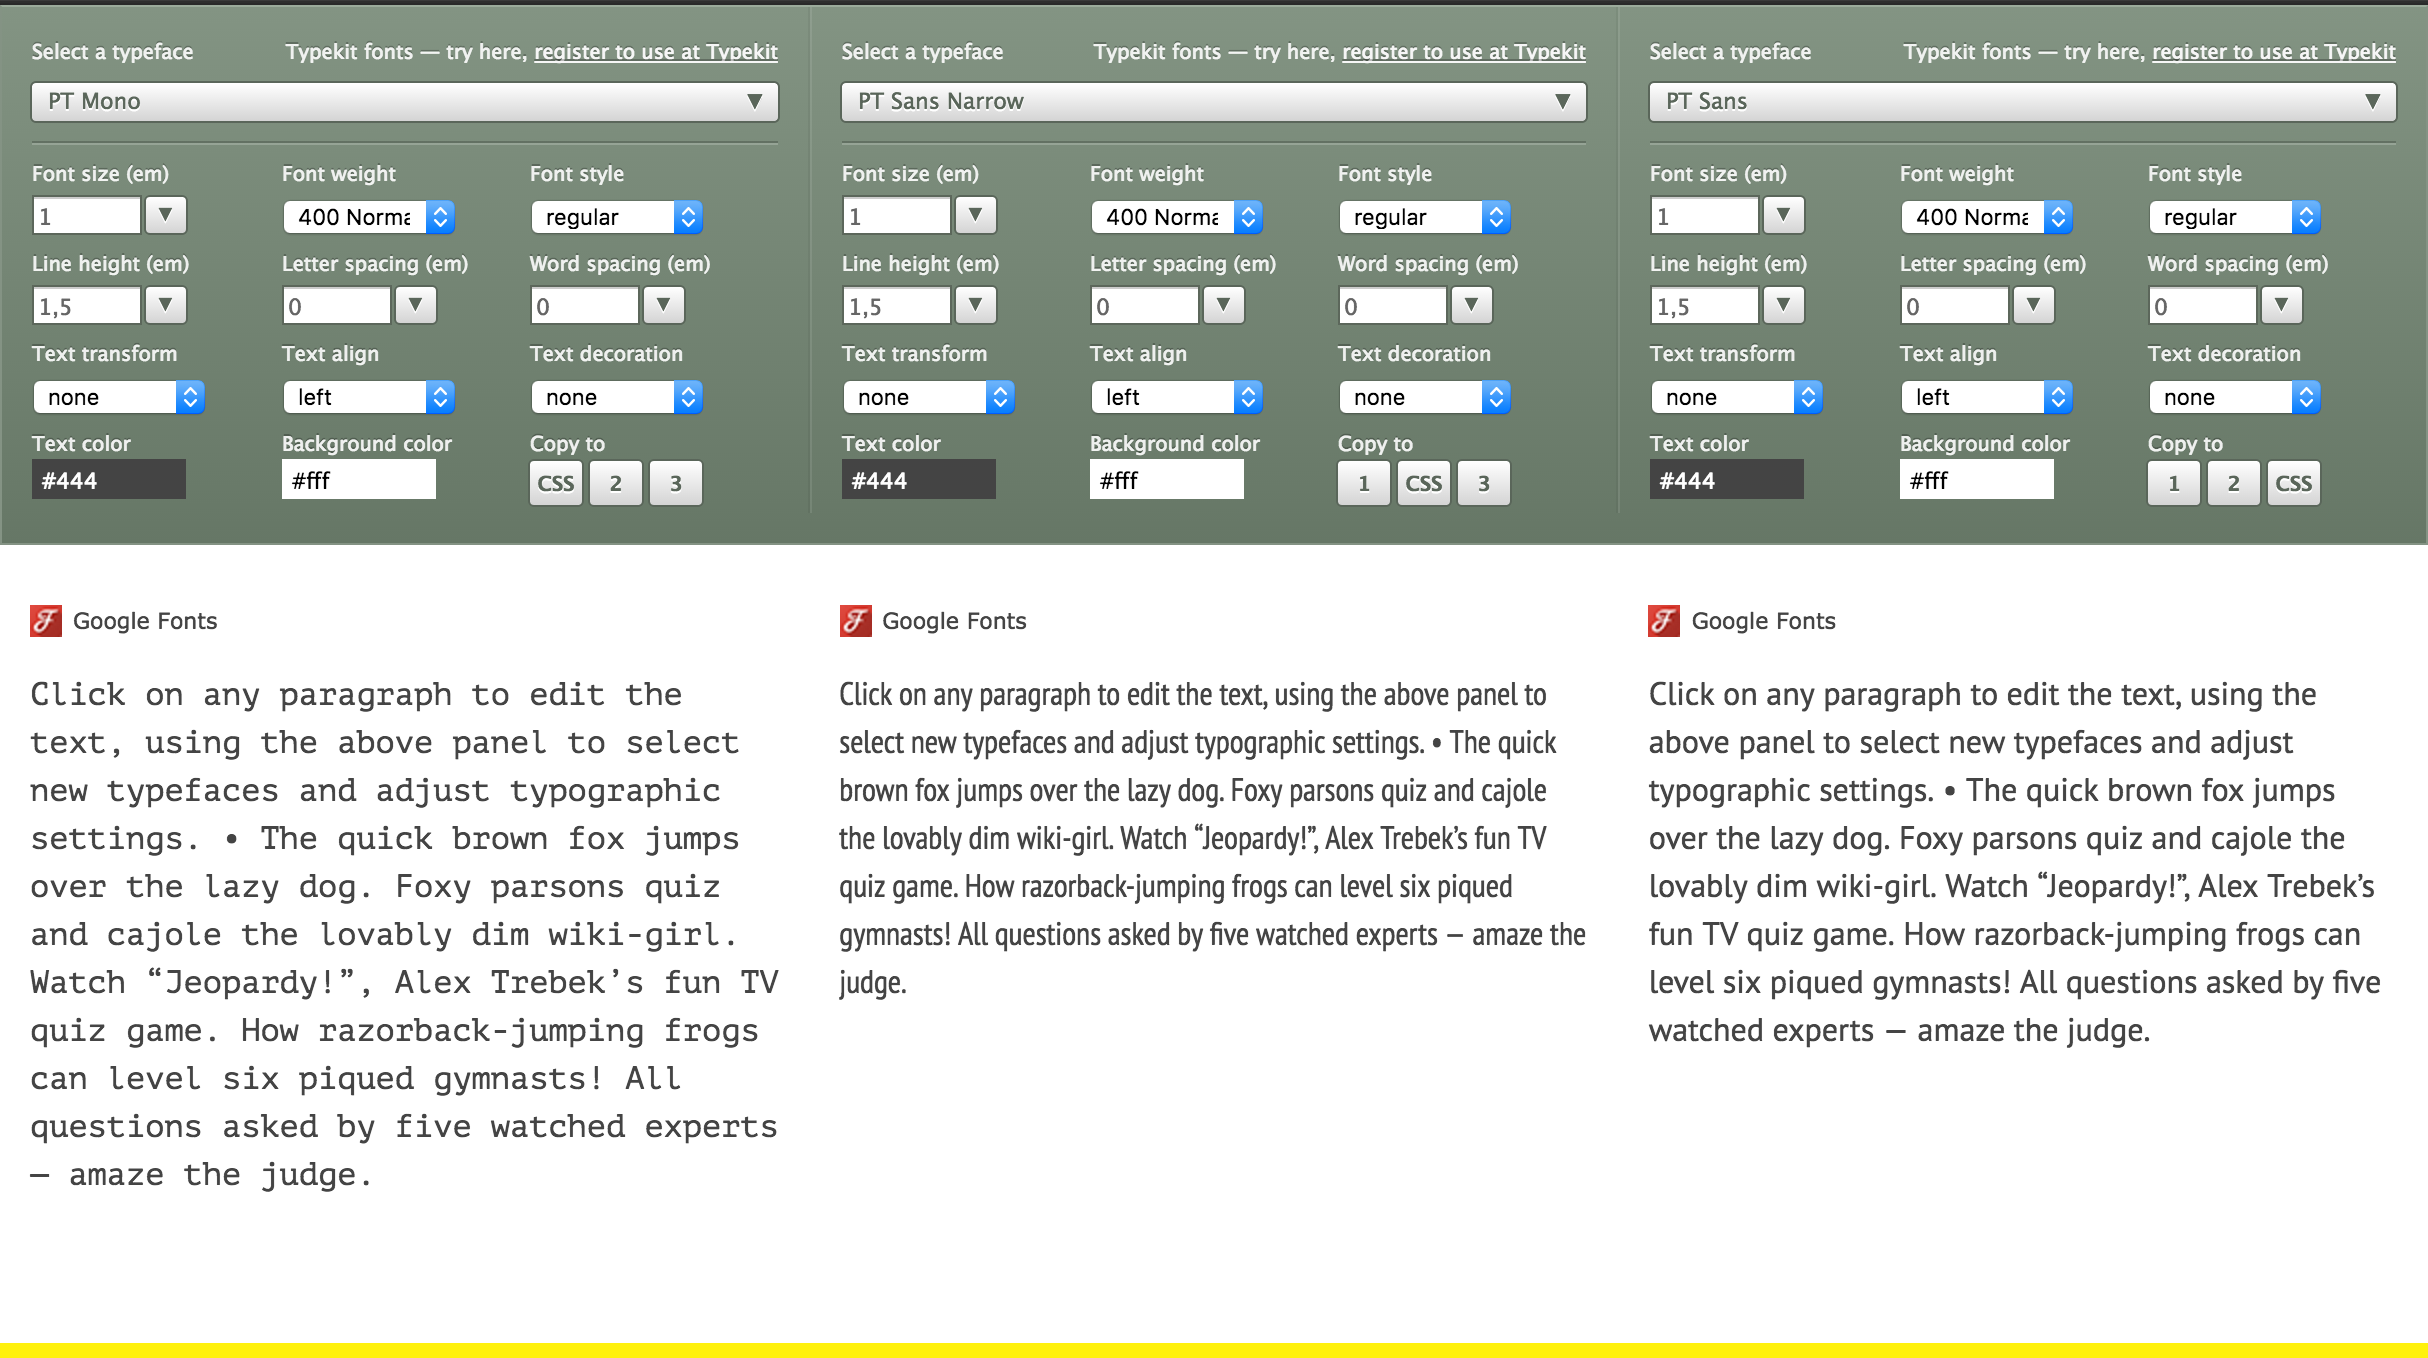 Select a typeface
Typekit fonts — try here, register to use at Typekit
PT Mono
Font size (em)
Font weight
Font style
1
400 Norma
regular
Line height (em)
Letter spacing (em)
Word spacing (em)
1,5
0
0
Text transform
Text align
Text decoration
none
left
none
Text color
Background color
Copy to
#444
#fff
CSS
2
3
Select a typeface
Typekit fonts — try here, register to use at Typekit
PT Sans Narrow
Font size (em)
Font weight
Font style
1
400 Norma
regular
Line height (em)
Letter spacing (em)
Word spacing (em)
1,5
0
0
Text transform
Text align
Text decoration
none
left
none
Text color
Background color
Copy to
#444
#fff
1
CSS
3
Select a typeface
Typekit fonts — try here, register to use at Typekit
PT Sans
Font size (em)
Font weight
Font style
1
400 Norma
regular
Line height (em)
Letter spacing (em)
Word spacing (em)
1,5
0
0
Text transform
Text align
Text decoration
none
left
none
Text color
Background color
Copy to
#444
#fff
1
2
CSS
Google Fonts
Click on any paragraph to edit the
text, using the above panel to select
new typefaces and adjust typographic
settings. • The quick brown fox jumps
over the lazy dog. Foxy parsons quiz
and cajole the lovably dim wiki-girl.
Watch “Jeopardy!”, Alex Trebek’s fun TV
quiz game. How razorback-jumping frogs
can level six piqued gymnasts! All
questions asked by five watched experts
— amaze the judge.
Google Fonts
Click on any paragraph to edit the text, using the above panel to
select new typefaces and adjust typographic settings. • The quick
brown fox jumps over the lazy dog. Foxy parsons quiz and cajole
the lovably dim wiki-girl. Watch “Jeopardy!”, Alex Trebek’s fun TV
quiz game. How razorback-jumping frogs can level six piqued
gymnasts! All questions asked by five watched experts — amaze the
judge.
Google Fonts
Click on any paragraph to edit the text, using the
above panel to select new typefaces and adjust
typographic settings. • The quick brown fox jumps
over the lazy dog. Foxy parsons quiz and cajole the
lovably dim wiki-girl. Watch “Jeopardy!”, Alex Trebek’s
fun TV quiz game. How razorback-jumping frogs can
level six piqued gymnasts! All questions asked by five
watched experts — amaze the judge.